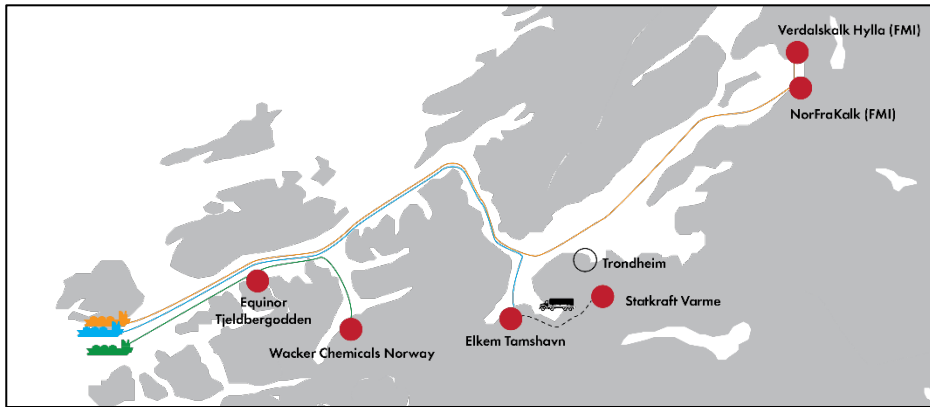 Verdalskalk Hylla (FMI)
NorFraKalk (FMI)
Trondheim
Statkraft Varme
Equinor
Tjeldbergodden
Elkem Tamshavn
Wacker Chemicals Norway